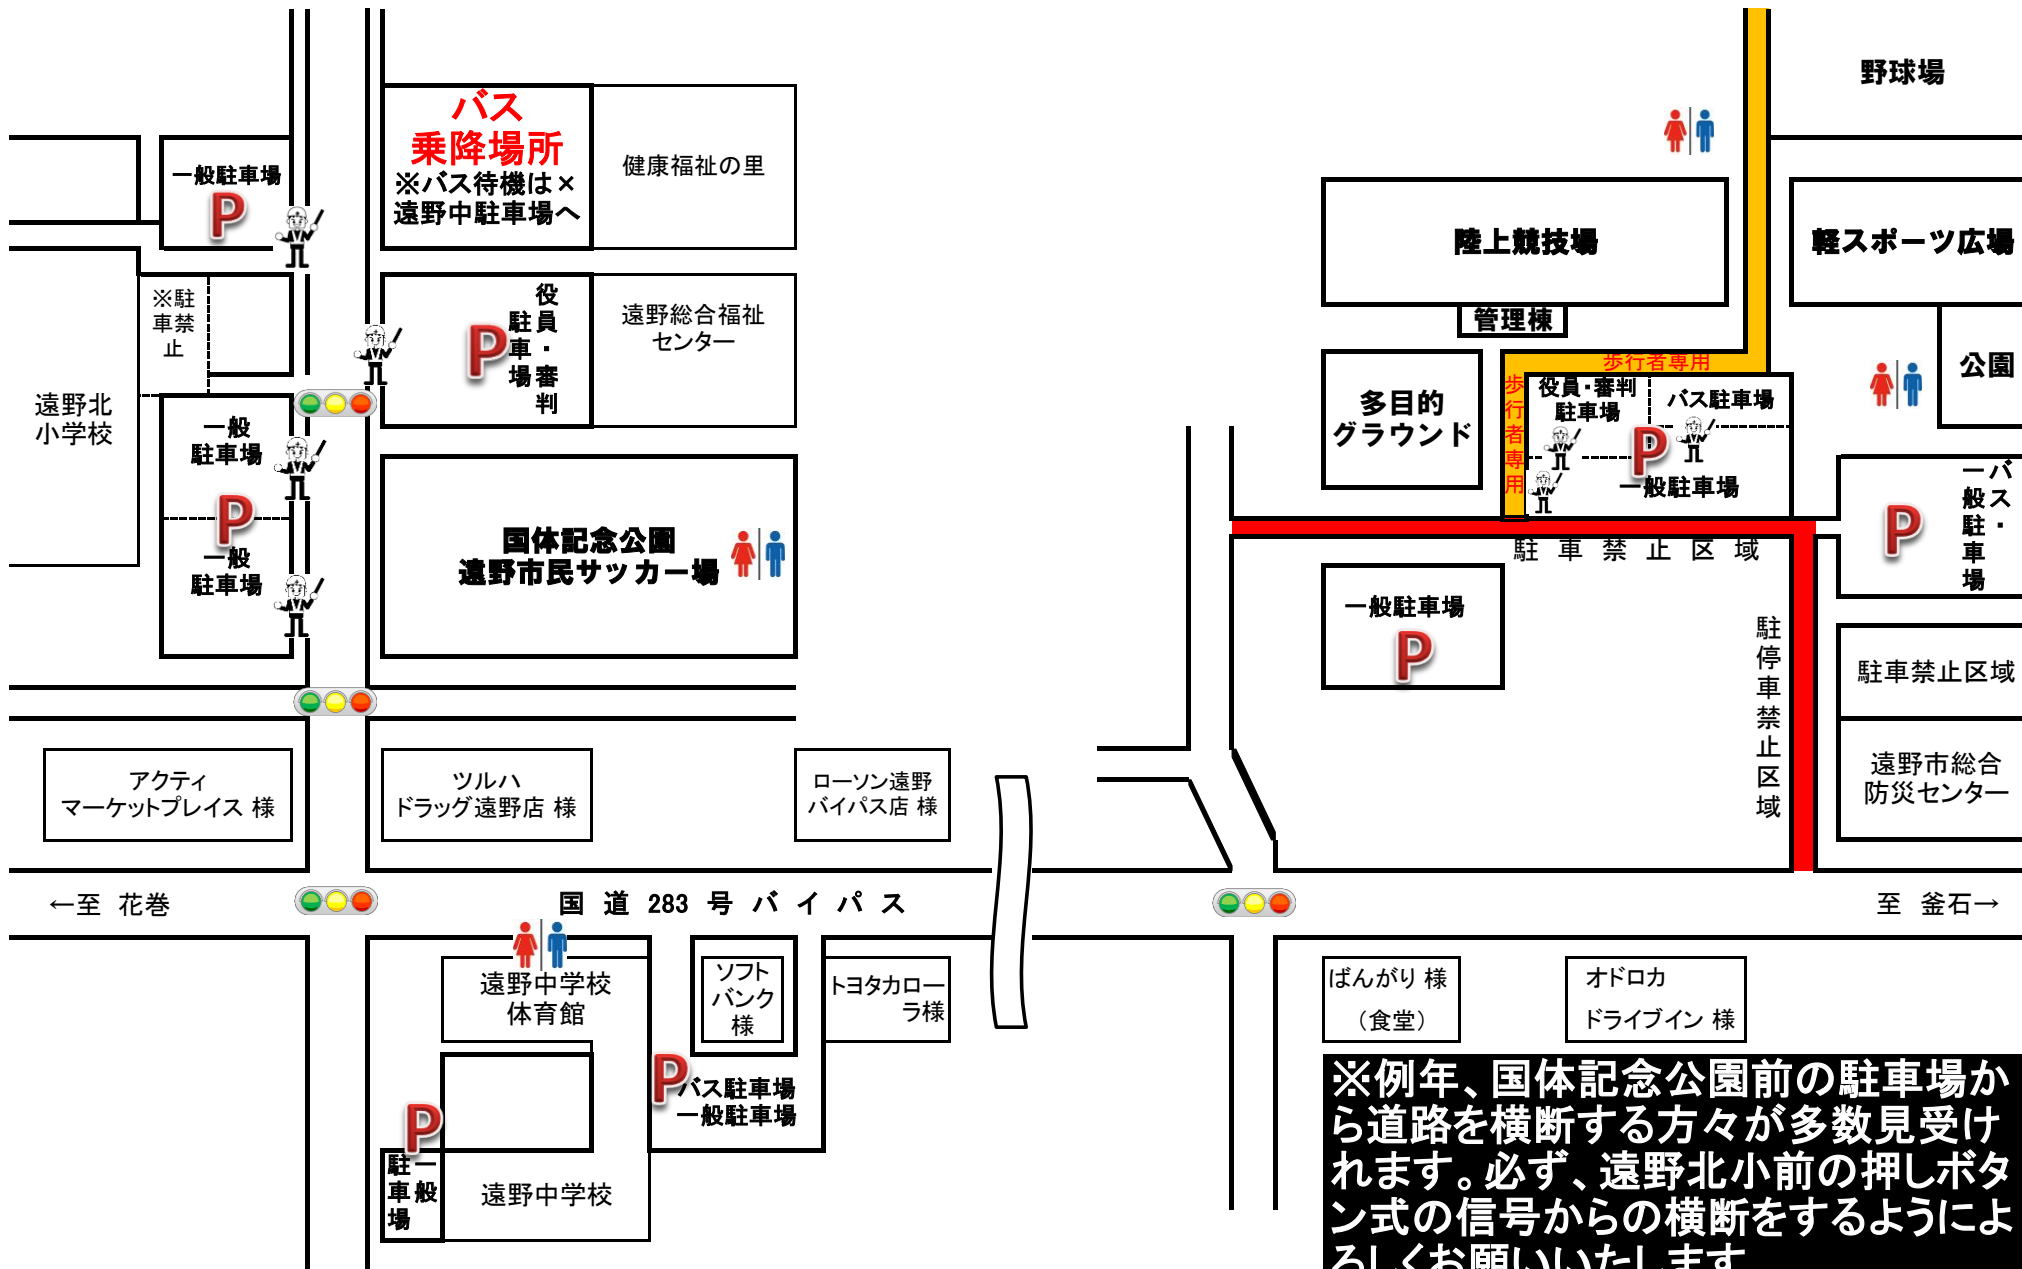 バス
乗降場所
※バス待機は×
遠野中駐車場へ
健康福祉の里
一般駐車場
P
※駐
車禁
止
役員・審判
駐車場
P
遠野総合福祉
センター
遠野北
小学校
一般
駐車場
P
一般
駐車場
国体記念公園
遠野市民サッカー場
アクティ
マーケットプレイス 様
ツルハ
ドラッグ遠野店 様
ローソン遠野
バイパス店 様
←至 花巻
国道283号バイパス
至 釜石→
遠野中学校
体育館
ソフト
バンク
様
トヨタカロー
ラ様
P
バス駐車場
一般駐車場
P
一般
駐車場
遠野中学校
野球場
陸上競技場
軽スポーツ広場
管理棟
公園
多目的
グラウンド
歩行者専用
歩行者専用
役員・審判
駐車場
バス駐車場
P
一般駐車場
バス・
一般駐車場
P
駐車禁止区域
一般駐車場
P
駐停車禁止区域
駐車禁止区域
遠野市総合
防災センター
ばんがり 様
（食堂）
オドロカ
ドライブイン 様
※例年、国体記念公園前の駐車場か
ら道路を横断する方々が多数見受け
れます。必ず、遠野北小前の押しボタ
ン式の信号からの横断をするようによ
ろしくお願いいたします